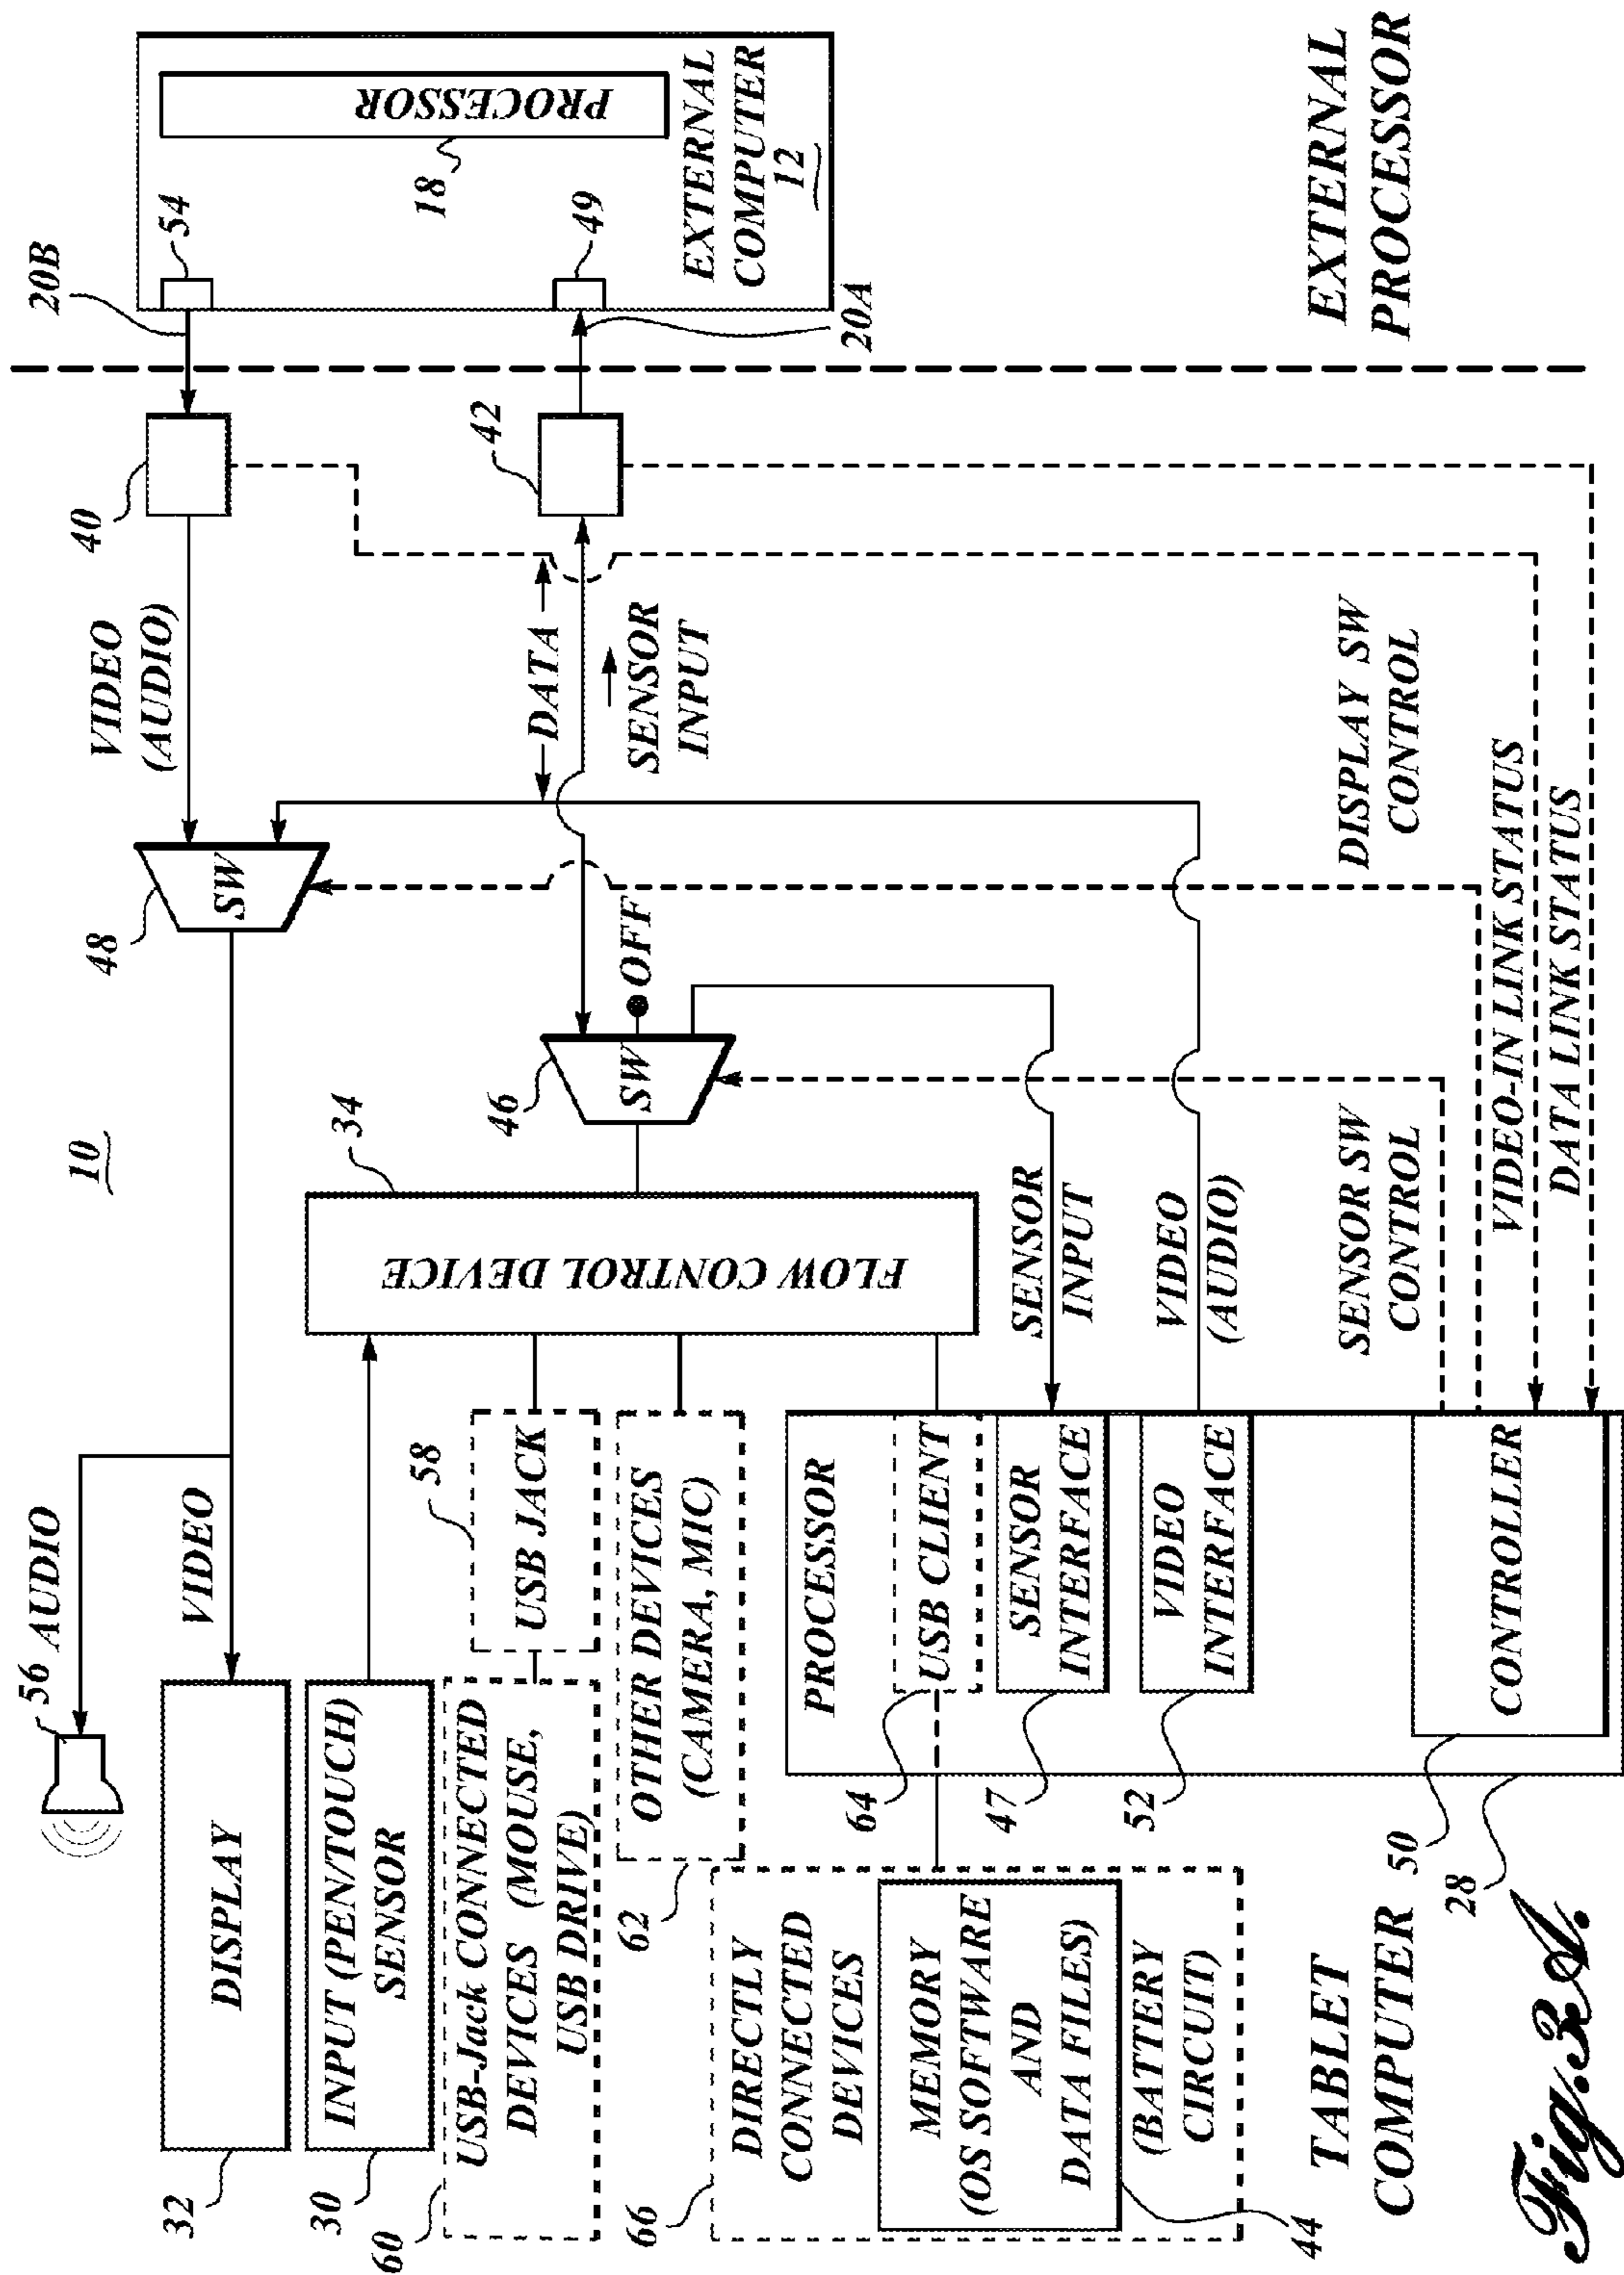 10
56
AUDIO
VIDEO
32
DISPLAY
30
INPUT (PEN/TOUCH)
SENSOR
60
USB-Jack CONNECTED
DEVICES (MOUSE,
USB DRIVE)
58
USB JACK
62
OTHER DEVICES
(CAMERA, MIC)
66
DIRECTLY
CONNECTED
DEVICES
MEMORY
(OS SOFTWARE
AND
DATA FILES)
44
(BATTERY
CIRCUIT)
PROCESSOR
64
USB CLIENT
47
SENSOR
INTERFACE
52
VIDEO
INTERFACE
50
CONTROLLER
28
34
FLOW CONTROL DEVICE
46
SW
OFF
48
SW
SENSOR
INPUT
VIDEO
(AUDIO)
SENSOR SW
CONTROL
DISPLAY SW
CONTROL
VIDEO-IN LINK STATUS
DATA LINK STATUS
VIDEO
(AUDIO)
DATA
SENSOR
INPUT
40
42
20B
20A
54
49
18
PROCESSOR
EXTERNAL
COMPUTER
12
TABLET
COMPUTER
EXTERNAL
PROCESSOR
Fig.3A.